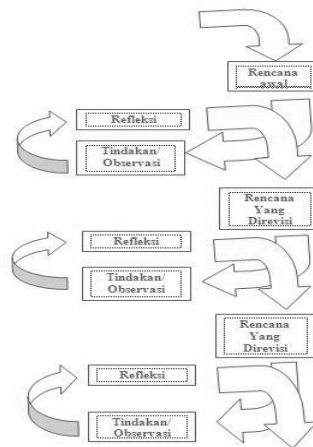 Rencana
awal
Refleksi
Tindakan/
Observasi
Rencana
Yang
Direvisi
Refleksi
Tindakan/
Observasi
Rencana
Yang
Direvisi
Refleksi
Tindakan/
Observasi